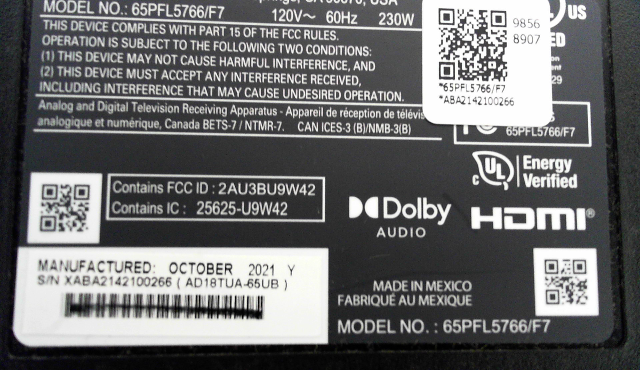 MODEL NO.: 65PFL5766/F7 120V～ 60Hz 230W
THIS DEVICE COMPLIES WITH PART 15 OF THE FCC RULES.
OPERATION IS SUBJECT TO THE FOLLOWING TWO CONDITIONS:
(1) THIS DEVICE MAY NOT CAUSE HARMFUL INTERFERENCE, AND
(2) THIS DEVICE MUST ACCEPT ANY INTERFERENCE RECEIVED,
INCLUDING INTERFERENCE THAT MAY CAUSE UNDESIRED OPERATION.
Analog and Digital Television Receiving Apparatus - Appareil de réception de
analogique et numérique, Canada BETS-7 / NTMR-7. CAN ICES-3 (B)/NMB-3(B)
9856
8907
*65PFL5766/F7
*ABA2142100266
US
29
65PFL5766/F7
c UL
Energy
Verified
Contains FCC ID : 2AU3BU9W42
Contains IC : 25625-U9W42
Dolby
AUDIO
HDMI®
MANUFACTURED: OCTOBER 2021 Y
S/N XABA2142100266 ( AD18TUA-65UB )
MADE IN MEXICO
FABRIQUÉ AU MEXIQUE
MODEL NO. : 65PFL5766/F7